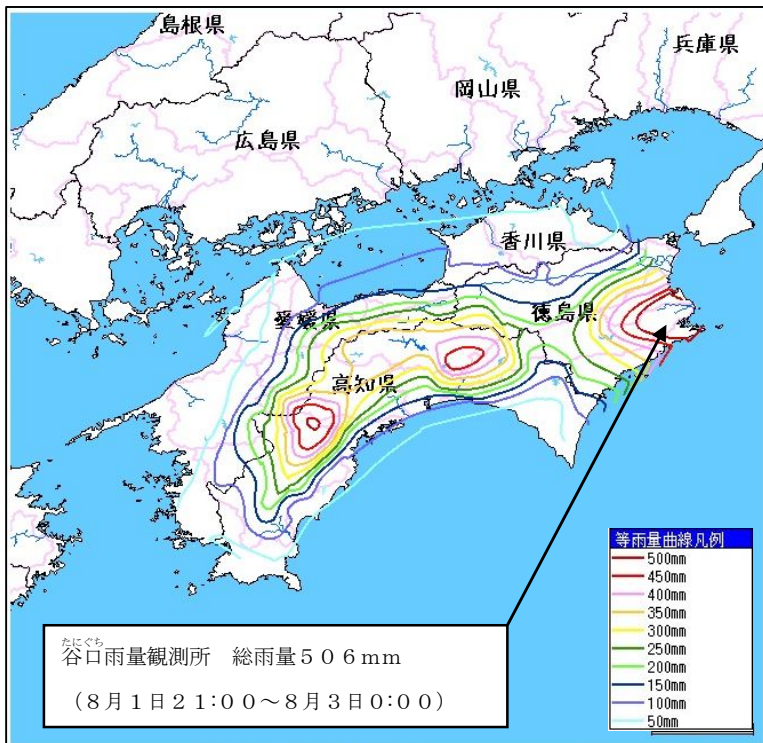 島根県
兵庫県
岡山県
広島県
香川県
徳島県
愛媛県
高知県
等雨量曲線凡例
500mm
450mm
400mm
350mm
300mm
250mm
200mm
150mm
100mm
50mm
たにぐち
谷口雨量観測所 総雨量506mm
(8月1日21:00~8月3日0:00)